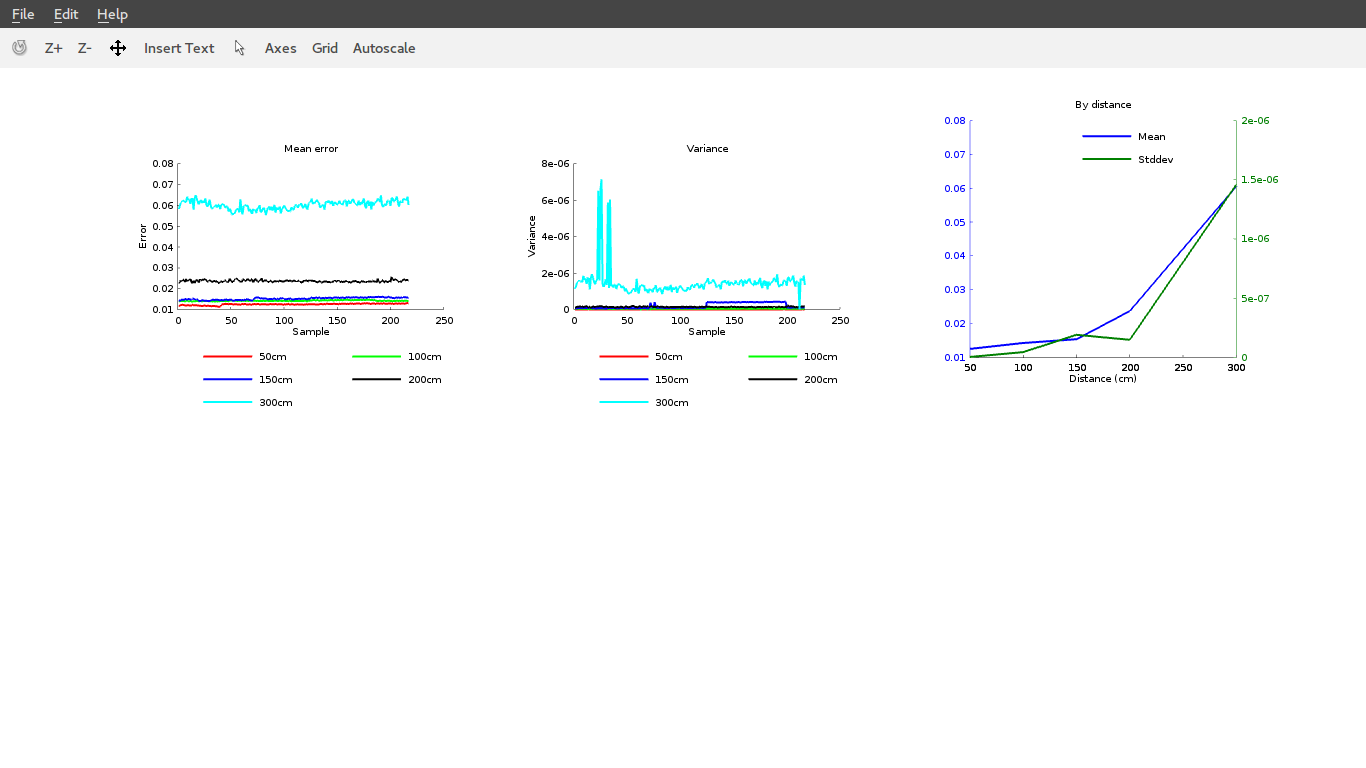 File Edit Help
Z+ Z- Insert Text Axes Grid Autoscale
Mean error
0.08
0.07
0.06
0.05
0.04
0.03
0.02
0.01
Error
0 50 100 150 200 250
Sample
50cm 100cm
150cm 200cm
300cm
Variance
8e-06
6e-06
4e-06
2e-06
0
Variance
0 50 100 150 200 250
Sample
50cm 100cm
150cm 200cm
300cm
By distance
0.08
0.07
0.06
0.05
0.04
0.03
0.02
0.01
Mean
Stddev
2e-06
1.5e-06
1e-06
5e-07
0
50 100 150 200 250 300
Distance (cm)